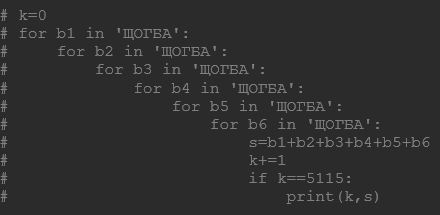 # k=0
# for b1 in 'ЩОГБА':
#     for b2 in 'ЩОГБА':
#         for b3 in 'ЩОГБА':
#             for b4 in 'ЩОГБА':
#                 for b5 in 'ЩОГБА':
#                     for b6 in 'ЩОГБА':
#                         s=b1+b2+b3+b4+b5+b6
#                         k+=1
#                         if k==5115:
#                             print(k,s)